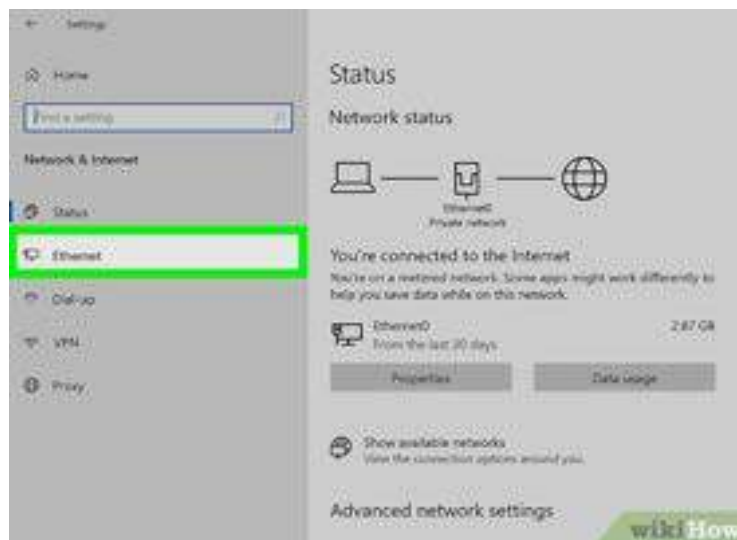 Settings
Home
Find a setting
Network & Internet
Status
Ethernet
Dial-up
VPN
Proxy
Status
Network status
Ethernet0
Private network
You're connected to the Internet
You're on a metered network. Some apps might work differently to
help you save data while on this network.
Ethernet0
From the last 30 days
2.87 GB
Properties
Data usage
Show available networks
View the connection options around you.
Advanced network settings
wikiHow